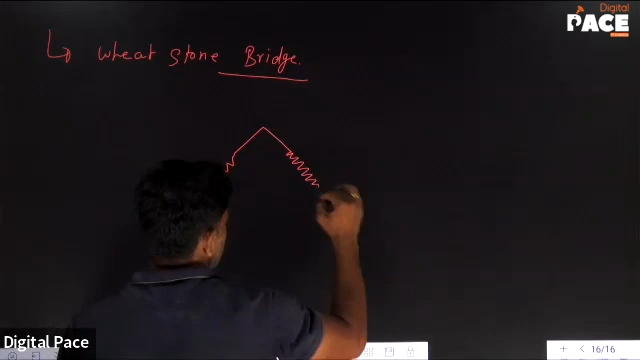 Digital
PACE
↳ Wheat stone Bridge.
Digital Pace
16/16